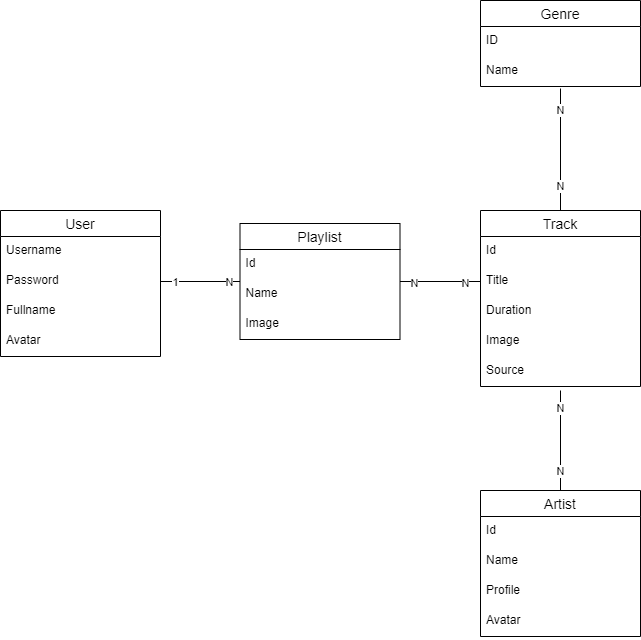 Genre
ID
Name
N
N
User
Username
Password
Fullname
Avatar
1
N
Playlist
Id
Name
Image
N
N
Track
Id
Title
Duration
Image
Source
N
N
Artist
Id
Name
Profile
Avatar